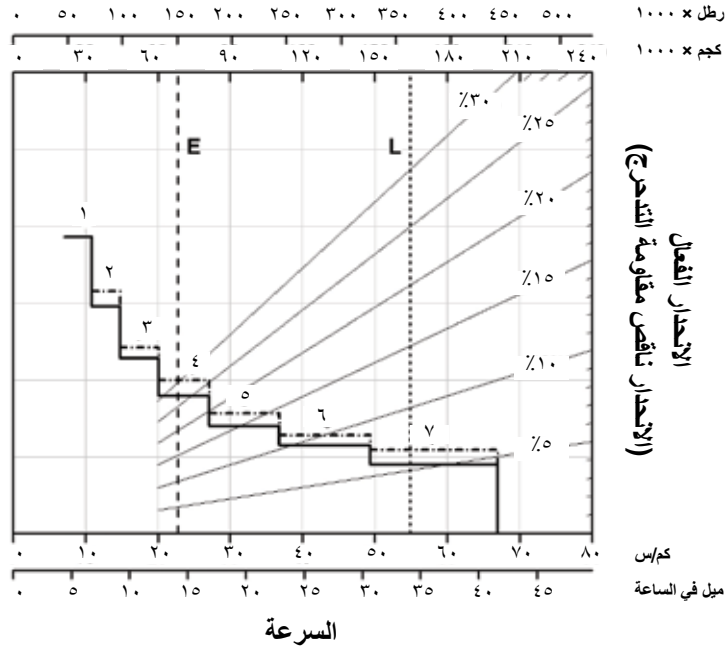 ٠ ٥٠ ١٠٠ ١٥٠ ٢٠٠ ٢٥٠ ٣٠٠ ٣٥٠ ٤٠٠ ٤٥٠ ٥٠٠ رطل × ١٠٠٠
٠ ٣٠ ٦٠ ٩٠ ١٢٠ ١٥٠ ١٨٠ ٢١٠ ٢٤٠ كجم × ١٠٠٠
٪٣٠
٪٢٥
E
L
٪٢٠
١
٪١٥
٢
٣
٤
٪١٠
٥
٦
٧
٪٥
الانحدار الفعال
(الانحدار ناقص مقاومة التدحرج)
٠ ١٠ ٢٠ ٣٠ ٤٠ ٥٠ ٦٠ ٧٠ ٨٠ كم/س
٠ ٥ ١٠ ١٥ ٢٠ ٢٥ ٣٠ ٣٥ ٤٠ ٤٥ ميل في الساعة
السرعة